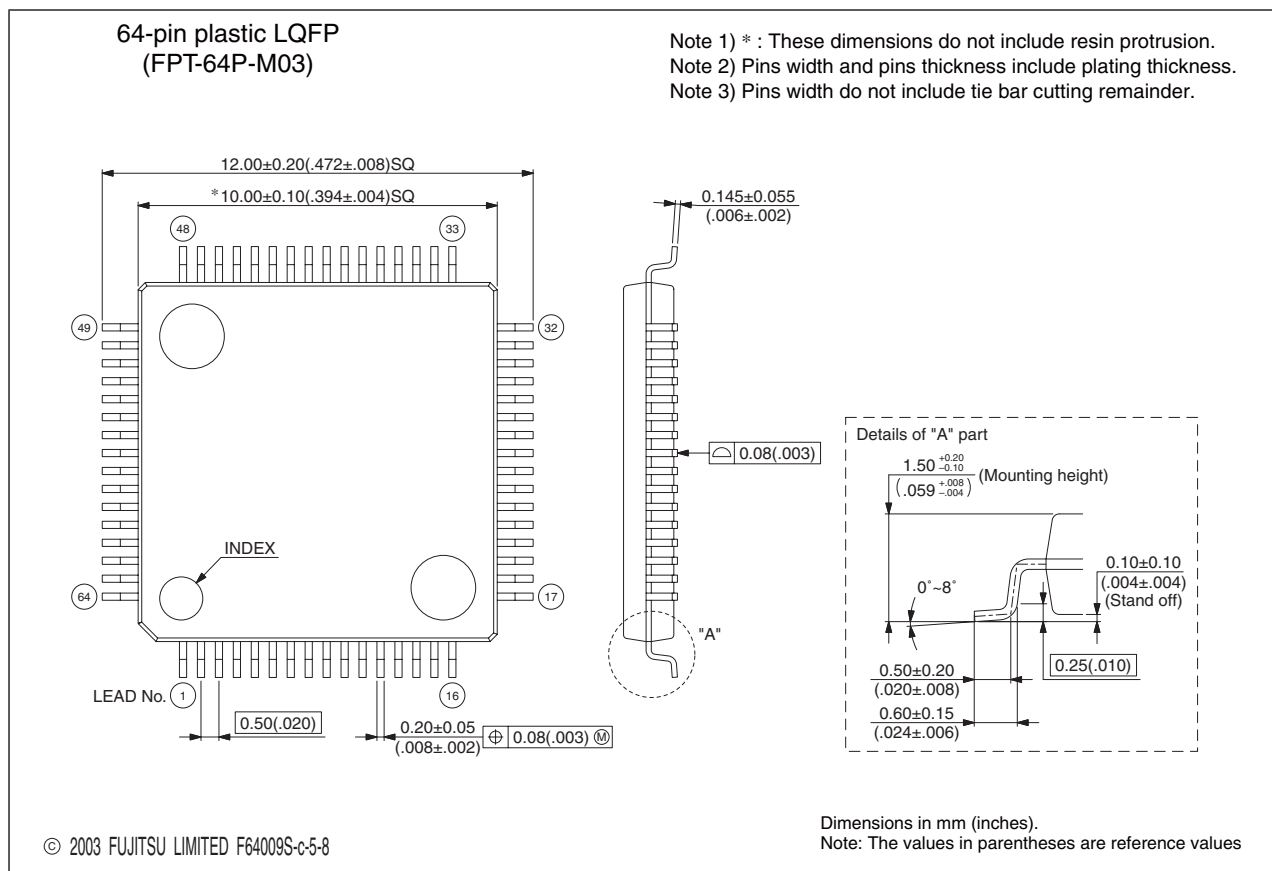 64-pin plastic LQFP
(FPT-64P-M03)
Note 1) * : These dimensions do not include resin protrusion.
Note 2) Pins width and pins thickness include plating thickness.
Note 3) Pins width do not include tie bar cutting remainder.
12.00±0.20(.472±.008)SQ
*10.00±0.10(.394±.004)SQ
0.145±0.055
(.006±.002)
48
33
49
32
0.08(.003)
INDEX
64
17
"A"
LEAD No.
1
16
0.50(.020)
0.20±0.05
(.008±.002)
⌖ 0.08(.003) Ⓜ
Details of "A" part
1.50 +0.20 −0.10
(.059 +.008 −.004)
(Mounting height)
0.10±0.10
(.004±.004)
(Stand off)
0˚~8˚
0.25(.010)
0.50±0.20
(.020±.008)
0.60±0.15
(.024±.006)
© 2003 FUJITSU LIMITED F64009S-c-5-8
Dimensions in mm (inches).
Note: The values in parentheses are reference values